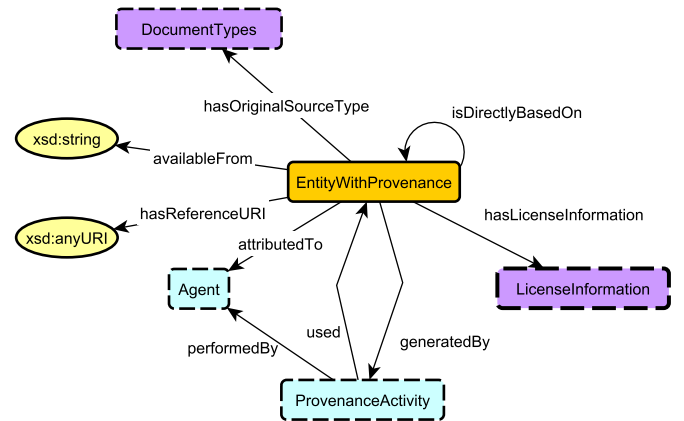 DocumentTypes
hasOriginalSourceType
isDirectlyBasedOn
xsd:string
availableFrom
EntityWithProvenance
hasReferenceURI
hasLicenseInformation
xsd:anyURI
attributedTo
Agent
LicenseInformation
used
generatedBy
performedBy
ProvenanceActivity